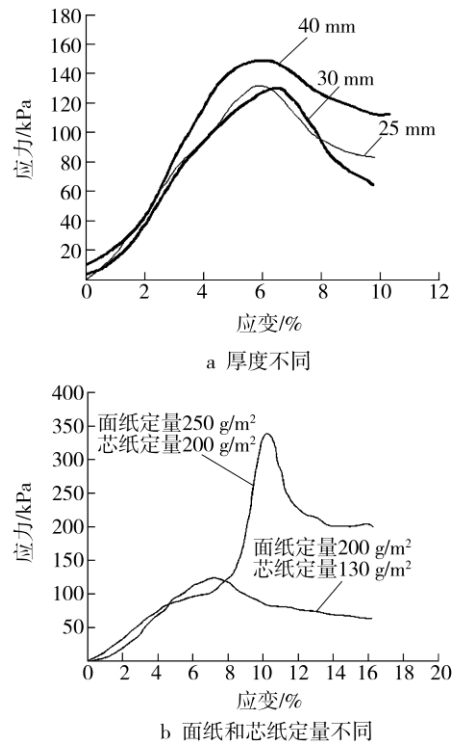 180
160
140
120
100
80
60
40
20
0
2
4
6
8
10
12
应力/kPa
应变/%
40 mm
30 mm
25 mm
a 厚度不同
400
350
300
250
200
150
100
50
0
2
4
6
8
10
12
14
16
20
应力/kPa
应变/%
面纸定量250 g/m²
芯纸定量200 g/m²
面纸定量200 g/m²
芯纸定量130 g/m²
b 面纸和芯纸定量不同